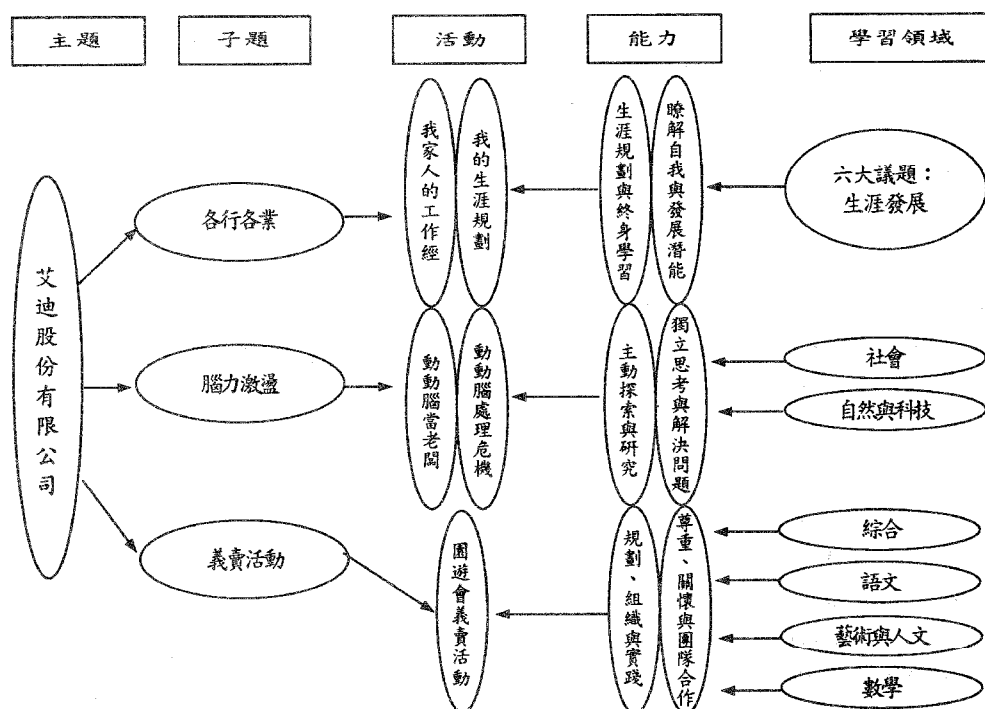 主題
子題
活動
能力
學習領域
艾迪股份有限公司
各行各業
我家人的工作經
我的生涯規劃
生涯規劃與終身學習
瞭解自我與發展潛能
六大議題：
生涯發展
腦力激盪
動動腦當老闆
動動腦處理危機
主動探索與研究
獨立思考與解決問題
社會
自然與科技
義賣活動
園遊會義賣活動
規劃、組織與實踐
尊重、關懷與團隊合作
綜合
語文
藝術與人文
數學